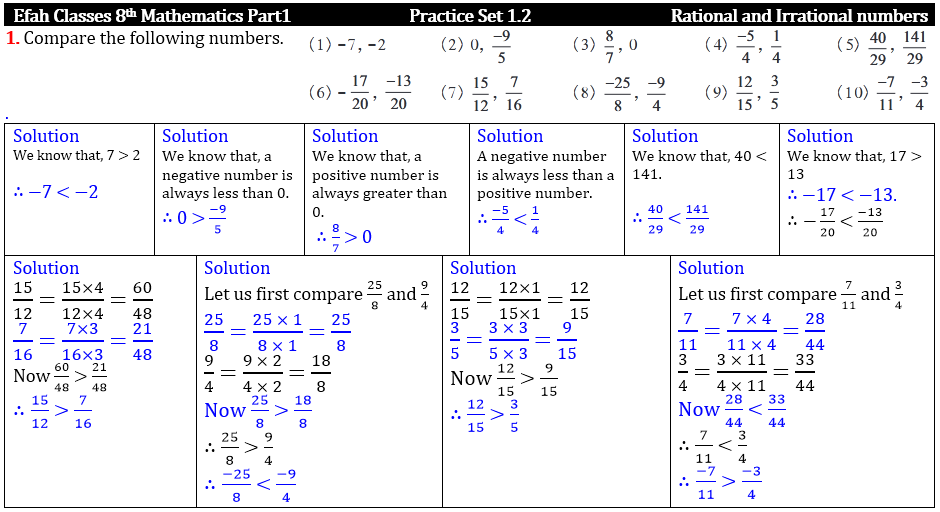 Efah Classes 8th Mathematics Part1 Practice Set 1.2 Rational and Irrational numbers
1. Compare the following numbers. (1) -7, -2 (2) 0, -9/5 (3) 8/7, 0 (4) -5/4, 1/4 (5) 40/29, 141/29
(6) -17/20, -13/20 (7) 15/12, 7/16 (8) -25/8, -9/4 (9) 12/15, 3/5 (10) -7/11, -3/4
.
Solution
We know that, 7 > 2
∴ −7 < −2
Solution
We know that, a
negative number is
always less than 0.
∴ 0 > −9/5
Solution
We know that, a
positive number is
always greater than
0.
∴ 8/7 > 0
Solution
A negative number
is always less than a
positive number.
∴ −5/4 < 1/4
Solution
We know that, 40 <
141.
∴ 40/29 < 141/29
Solution
We know that, 17 >
13
∴ −17 < −13.
∴ −17/20 < −13/20
Solution
15/12 = 15×4/12×4 = 60/48
7/16 = 7×3/16×3 = 21/48
Now 60/48 > 21/48
∴ 15/12 > 7/16
Solution
Let us first compare 25/8 and 9/4
25/8 = 25 × 1/8 × 1 = 25/8
9/4 = 9 × 2/4 × 2 = 18/8
Now 25/8 > 18/8
∴ 25/8 > 9/4
∴ −25/8 < −9/4
Solution
12/15 = 12×1/15×1 = 12/15
3/5 = 3 × 3/5 × 3 = 9/15
Now 12/15 > 9/15
∴ 12/15 > 3/5
Solution
Let us first compare 7/11 and 3/4
7/11 = 7 × 4/11 × 4 = 28/44
3/4 = 3 × 11/4 × 11 = 33/44
Now 28/44 < 33/44
∴ 7/11 < 3/4
∴ −7/11 > −3/4